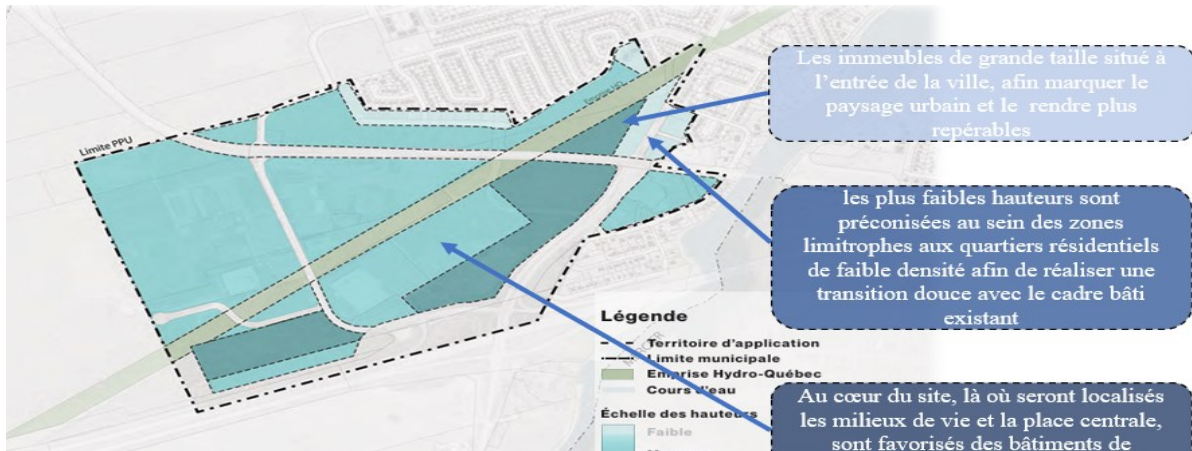 Limite PPU
Les immeubles de grande taille situé à
l'entrée de la ville, afin marquer le
paysage urbain et le rendre plus
repérables
les plus faibles hauteurs sont
préconisées au sein des zones
limitrophes aux quartiers résidentiels
de faible densité afin de réaliser une
transition douce avec le cadre bâti
existant
Au cœur du site, là où seront localisés
les milieux de vie et la place centrale,
sont favorisés des bâtiments de
Légende
Territoire d'application
Limite municipale
Emprise Hydro-Québec
Cours d'eau
Échelle des hauteurs
Faible